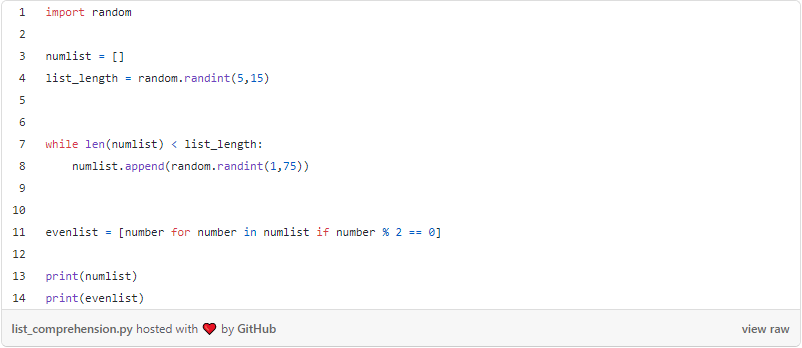 1 import random
2
3 numlist = []
4 list_length = random.randint(5,15)
5
6
7 while len(numlist) < list_length:
8     numlist.append(random.randint(1,75))
9
10
11 evenlist = [number for number in numlist if number % 2 == 0]
12
13 print(numlist)
14 print(evenlist)
list_comprehension.py hosted with ❤ by GitHub view raw